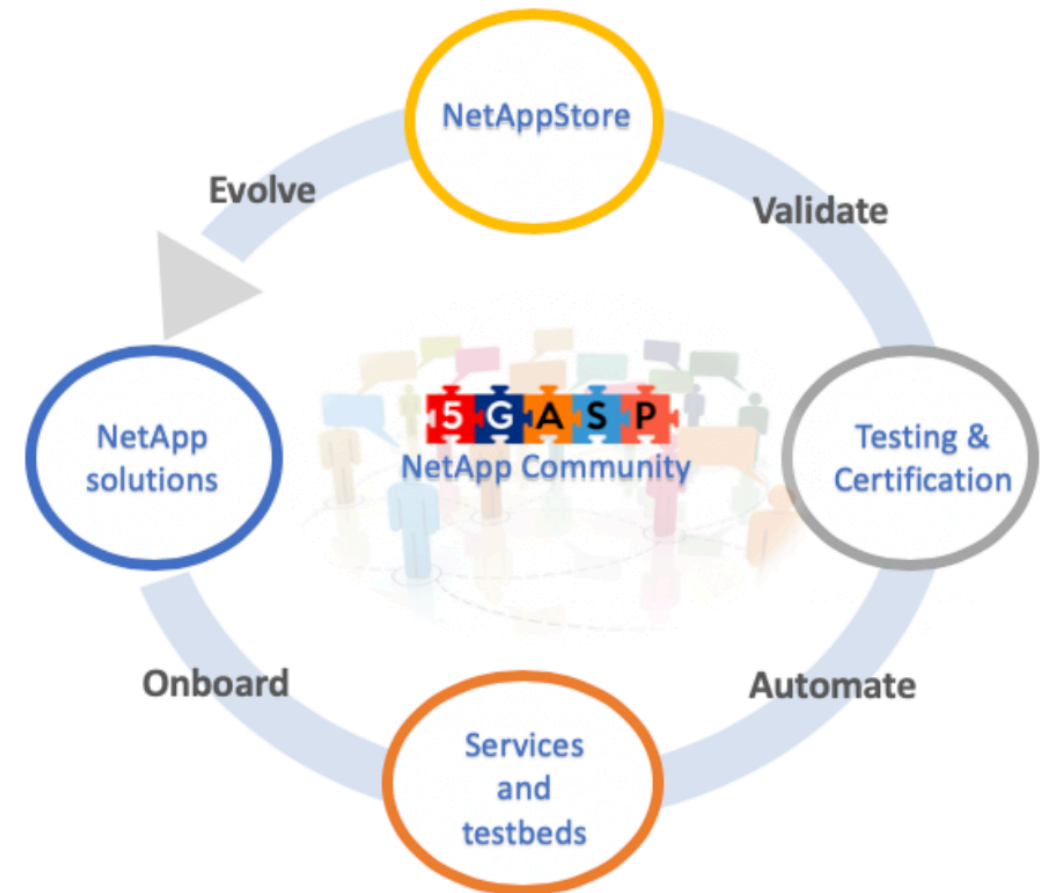 NetAppStore
Evolve
Validate
5GASP
NetApp Community
NetApp
solutions
Testing &
Certification
Onboard
Automate
Services
and
testbeds